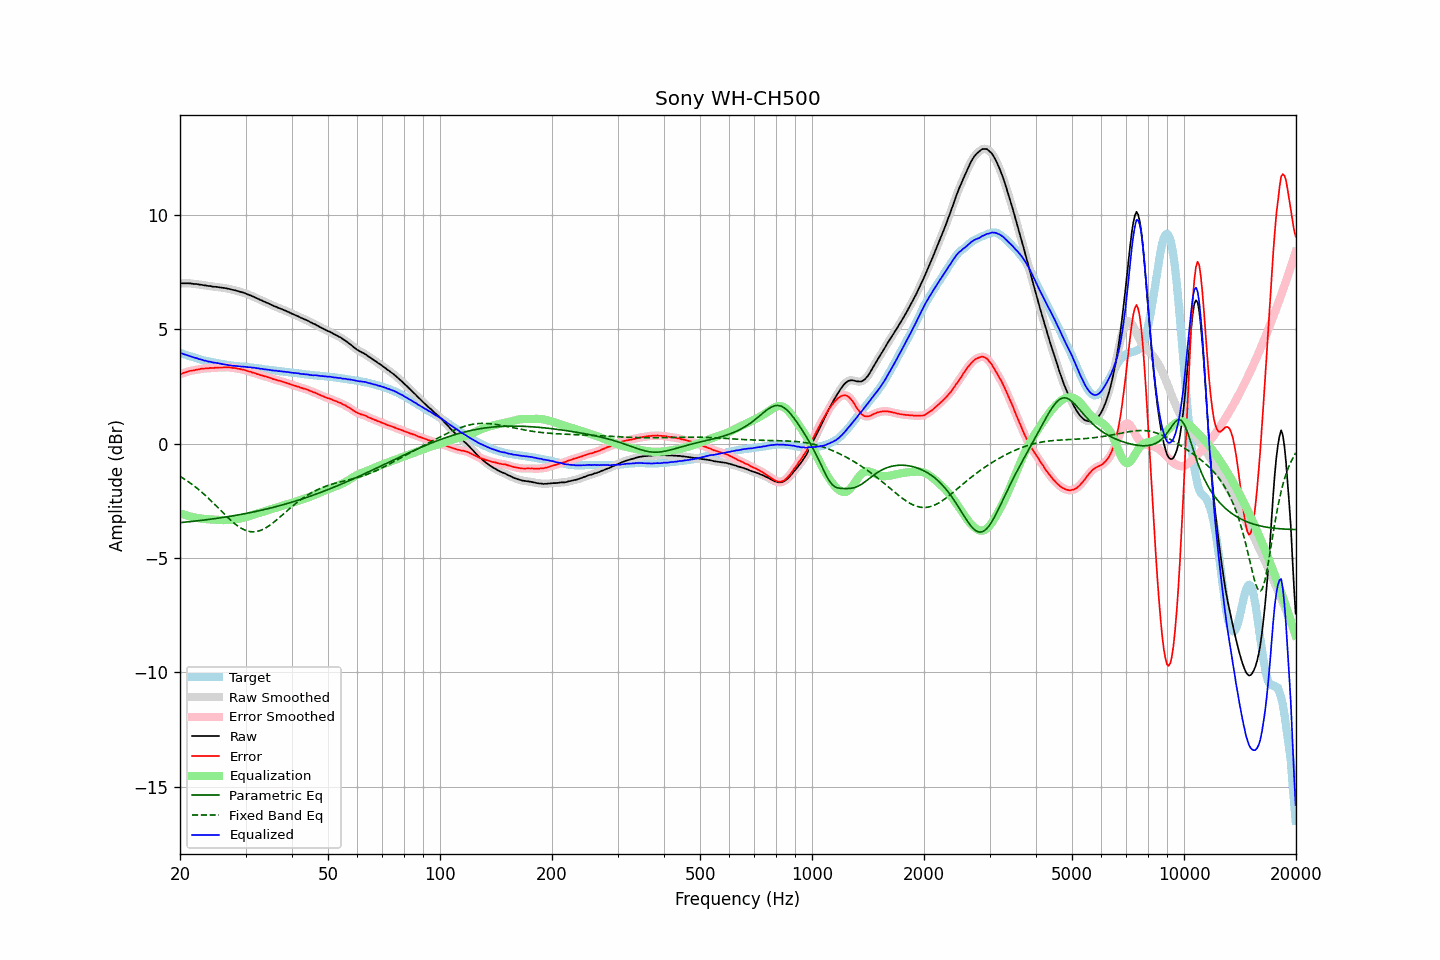 Sony WH-CH500
Amplitude (dBr)
10
5
0
−5
−10
−15
Target
Raw Smoothed
Error Smoothed
Raw
Error
Equalization
Parametric Eq
Fixed Band Eq
Equalized
20 50 100 200 500 1000 2000 5000 10000 20000
Frequency (Hz)